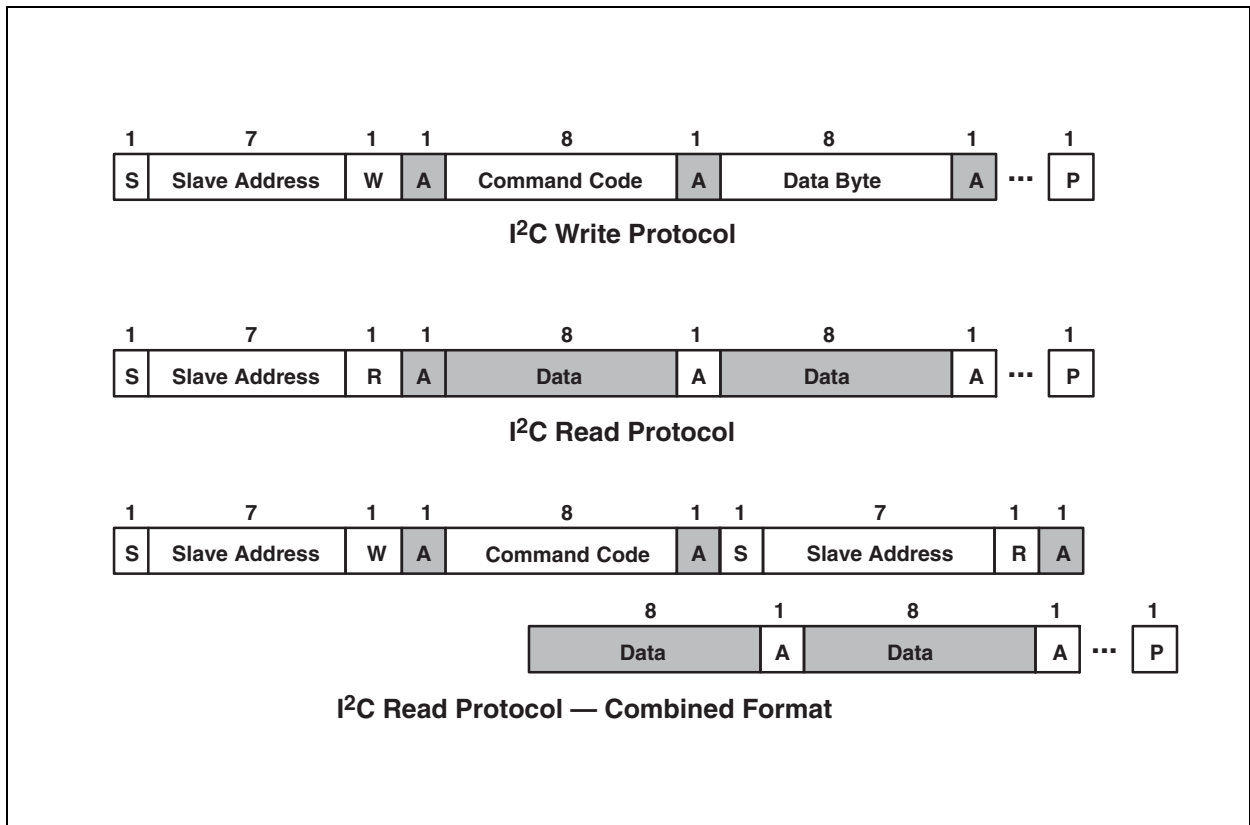 1 7 1 1 8 1 8 1 1
S Slave Address W A Command Code A Data Byte A ... P
I²C Write Protocol
1 7 1 1 8 1 8 1 1
S Slave Address R A Data A Data A ... P
I²C Read Protocol
1 7 1 1 8 1 1 7 1 1
S Slave Address W A Command Code A S Slave Address R A
8 1 8 1 1
Data A Data A ... P
I²C Read Protocol — Combined Format